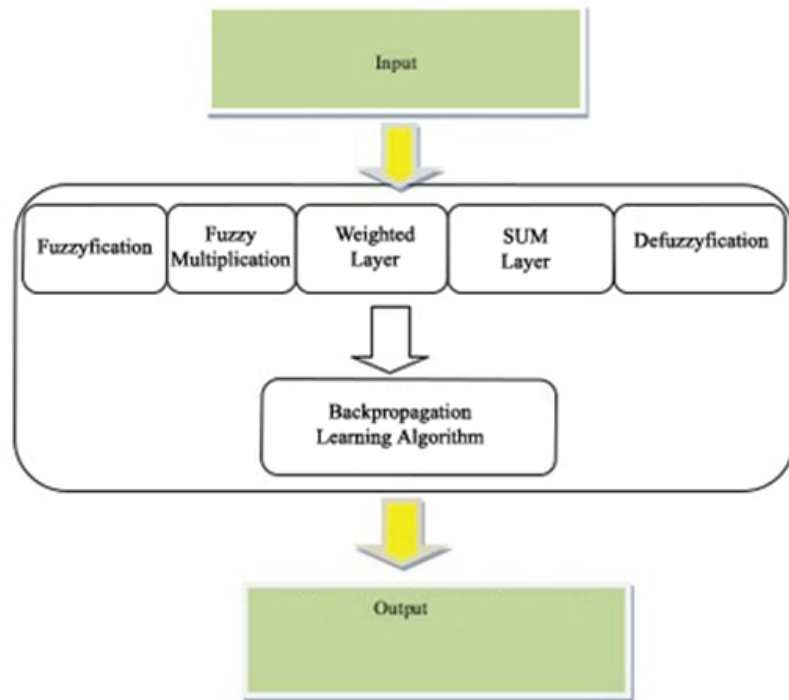 Input
Fuzzyfication
Fuzzy
Multiplication
Weighted
Layer
SUM
Layer
Defuzzyfication
Backpropagation
Learning Algorithm
Output